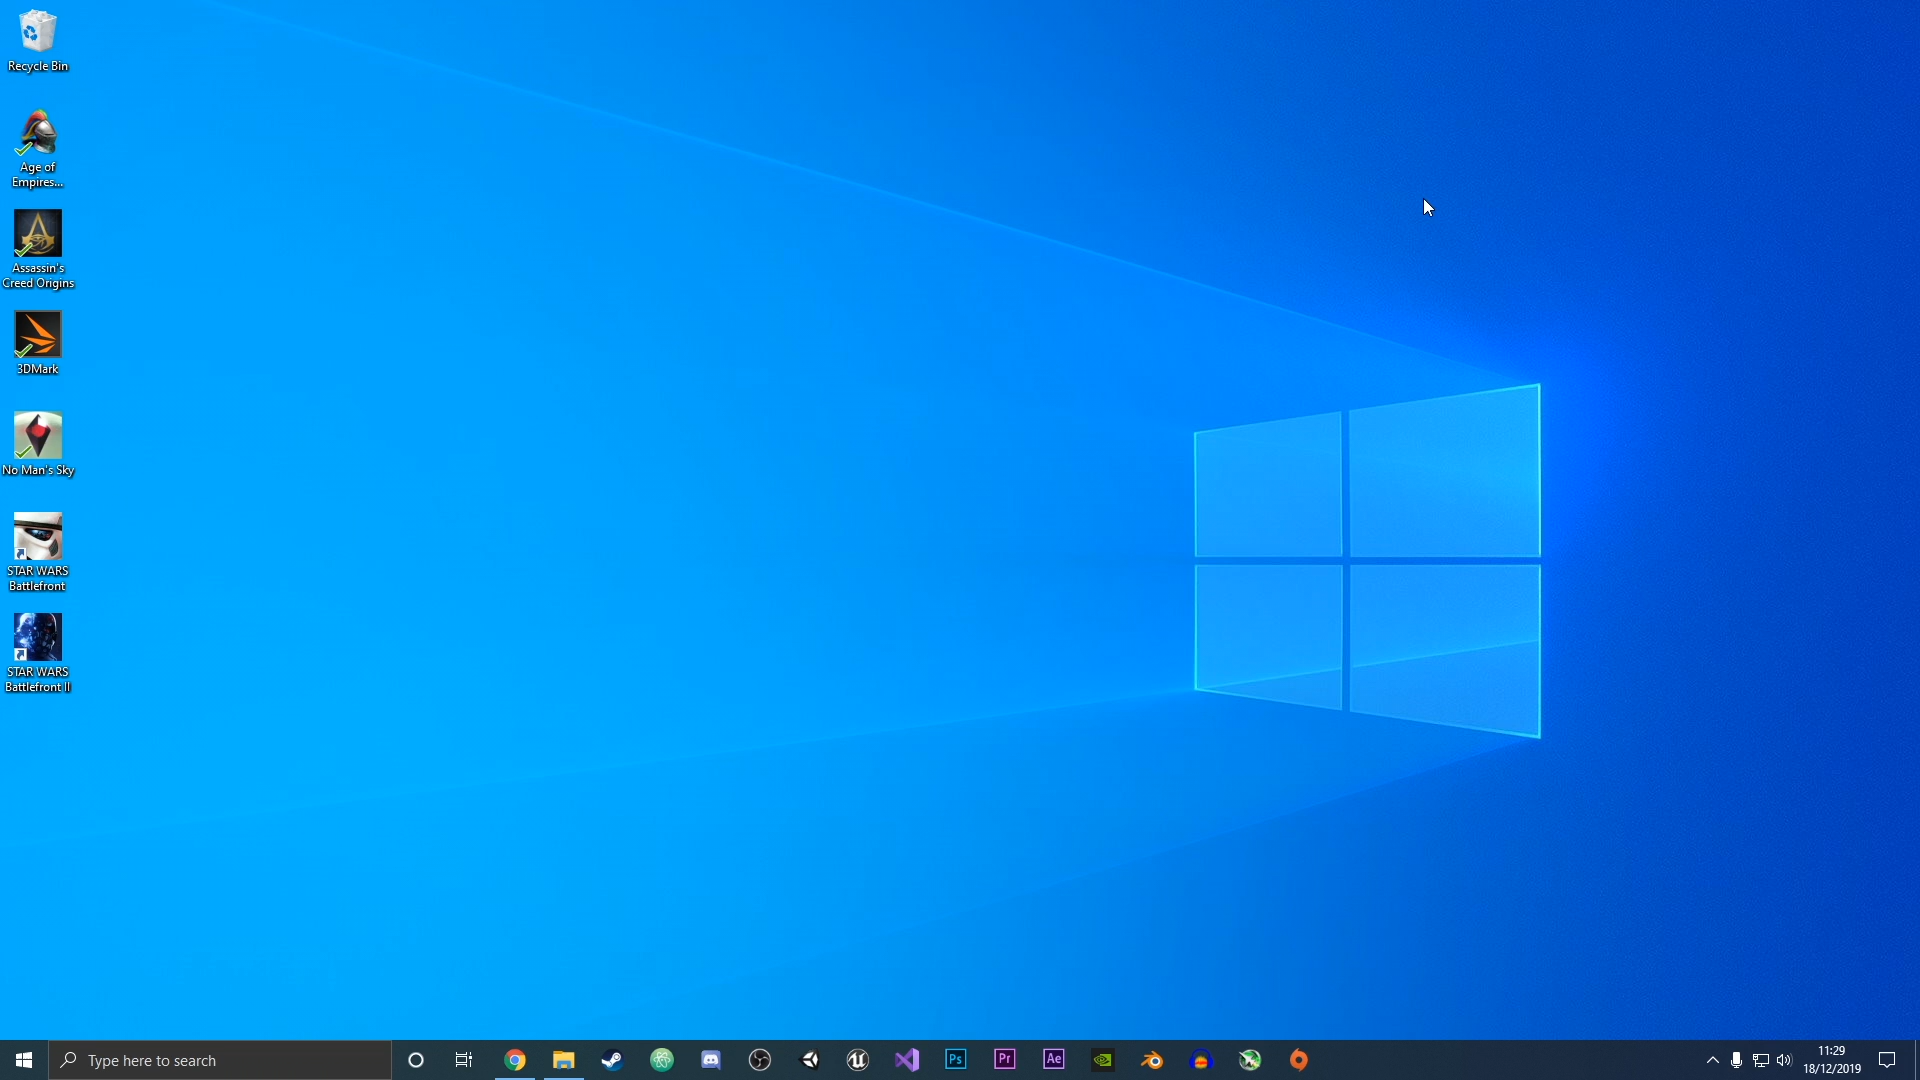 Recycle Bin
Age of
Empires...
Assassin's
Creed Origins
3DMark
No Man's Sky
STAR WARS
Battlefront
STAR WARS
Battlefront II
Type here to search
Ps
Pr
Ae
11:29
18/12/2019